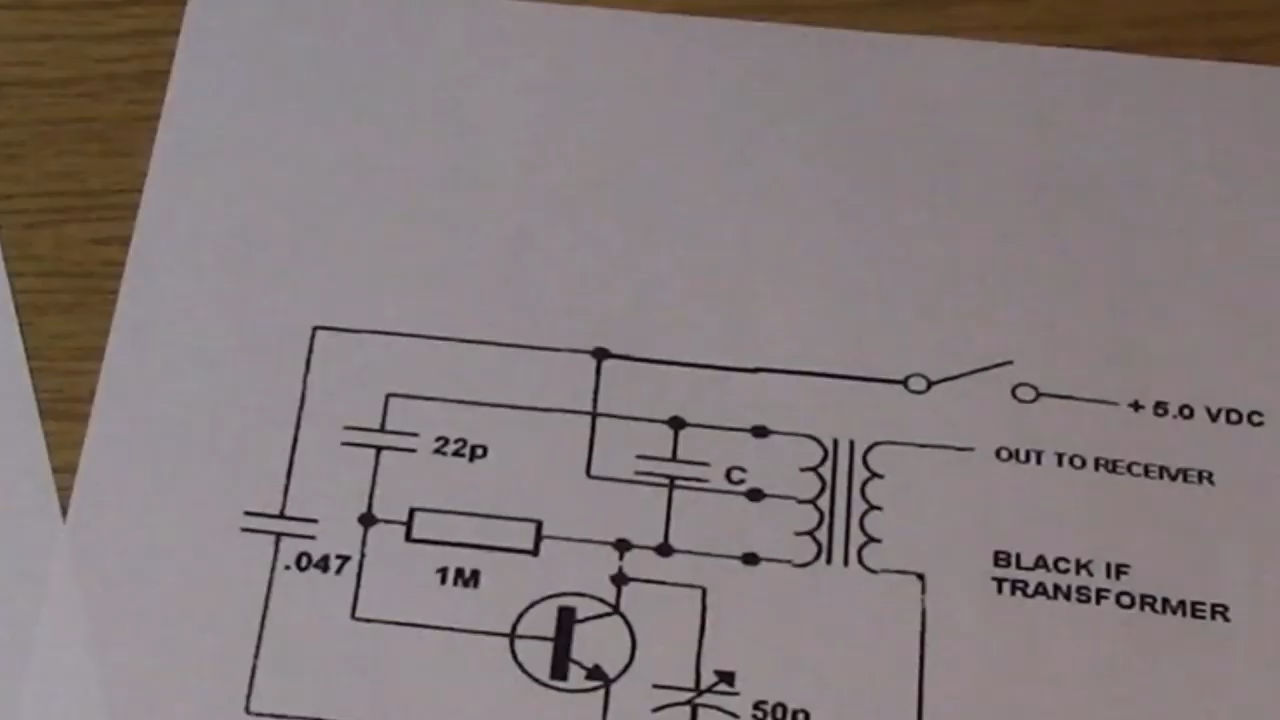 + 5.0 VDC
22p
C
OUT TO RECEIVER
.047
1M
BLACK IF
TRANSFORMER
50p